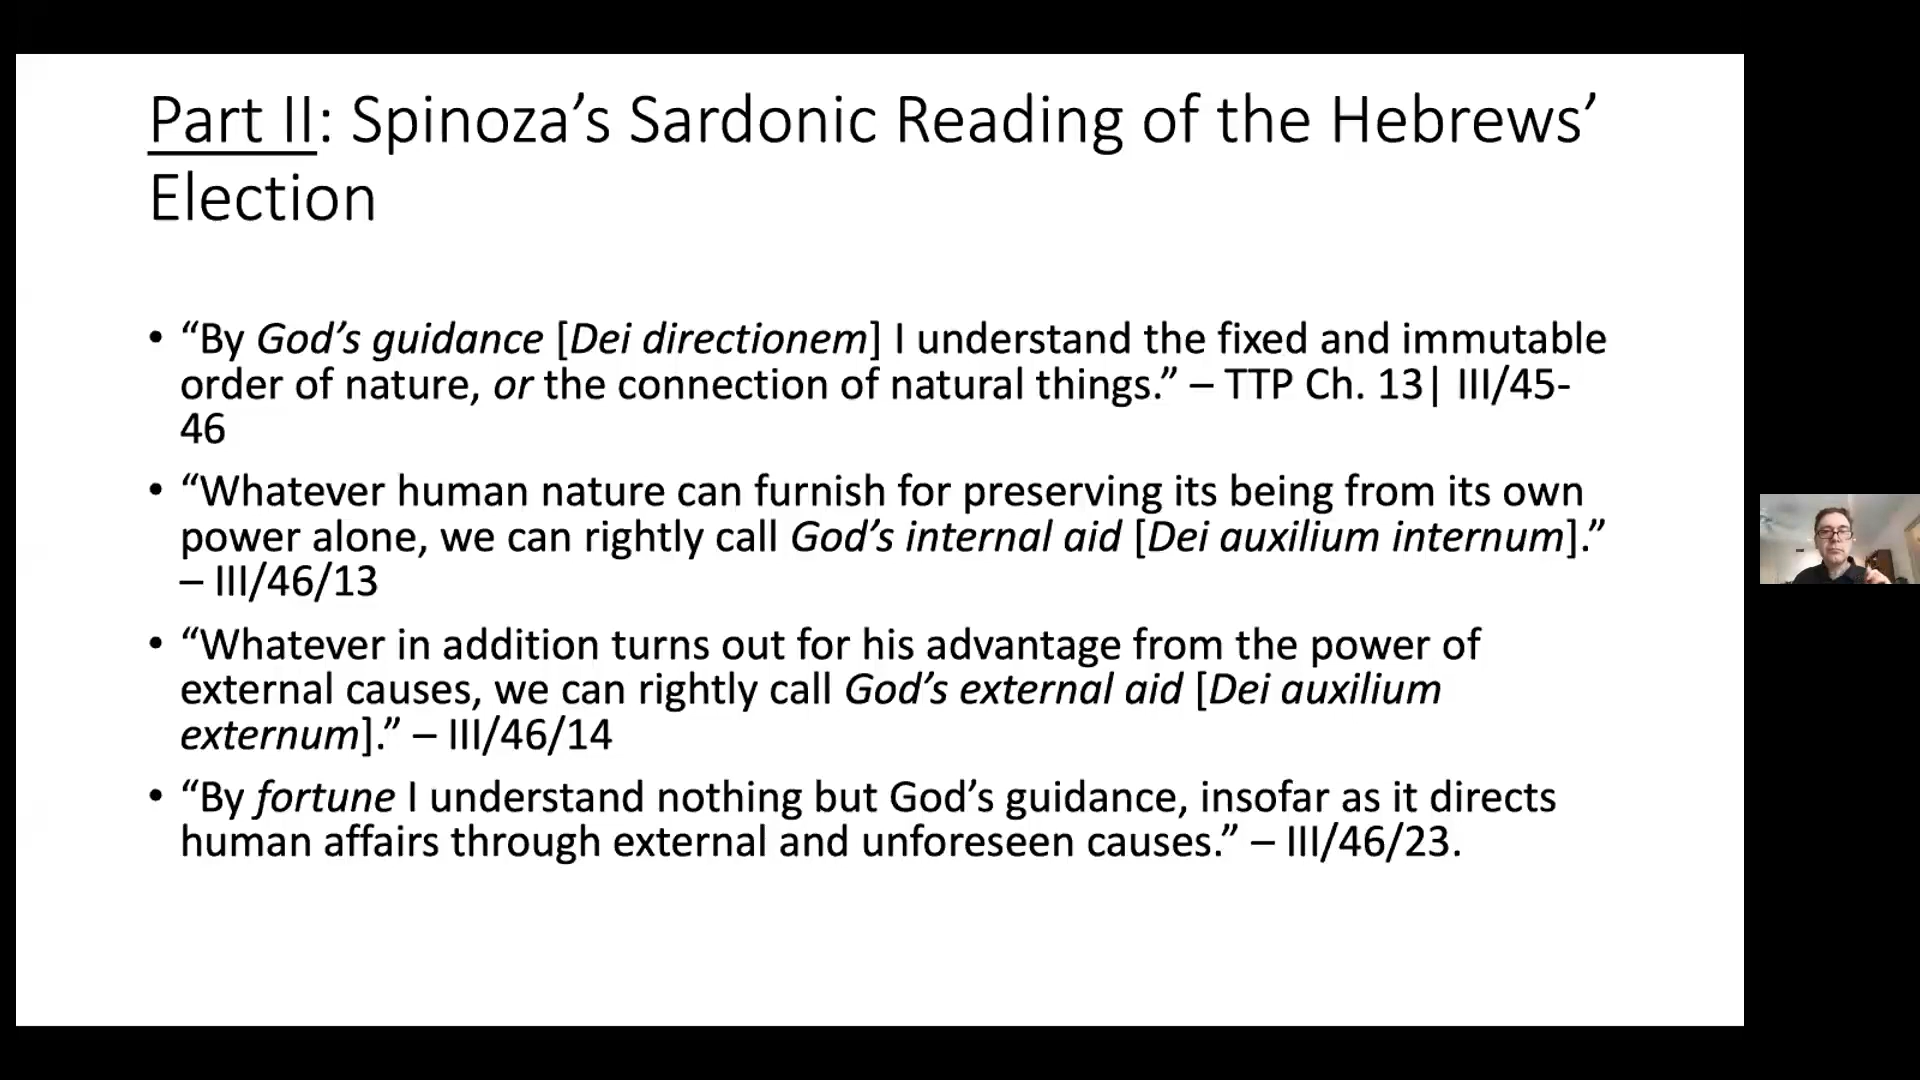 Part II: Spinoza’s Sardonic Reading of the Hebrews’
Election
• “By God’s guidance [Dei directionem] I understand the fixed and immutable
order of nature, or the connection of natural things.” – TTP Ch. 13| III/45-
46
• “Whatever human nature can furnish for preserving its being from its own
power alone, we can rightly call God’s internal aid [Dei auxilium internum].”
– III/46/13
• “Whatever in addition turns out for his advantage from the power of
external causes, we can rightly call God’s external aid [Dei auxilium
externum].” – III/46/14
• “By fortune I understand nothing but God’s guidance, insofar as it directs
human affairs through external and unforeseen causes.” – III/46/23.